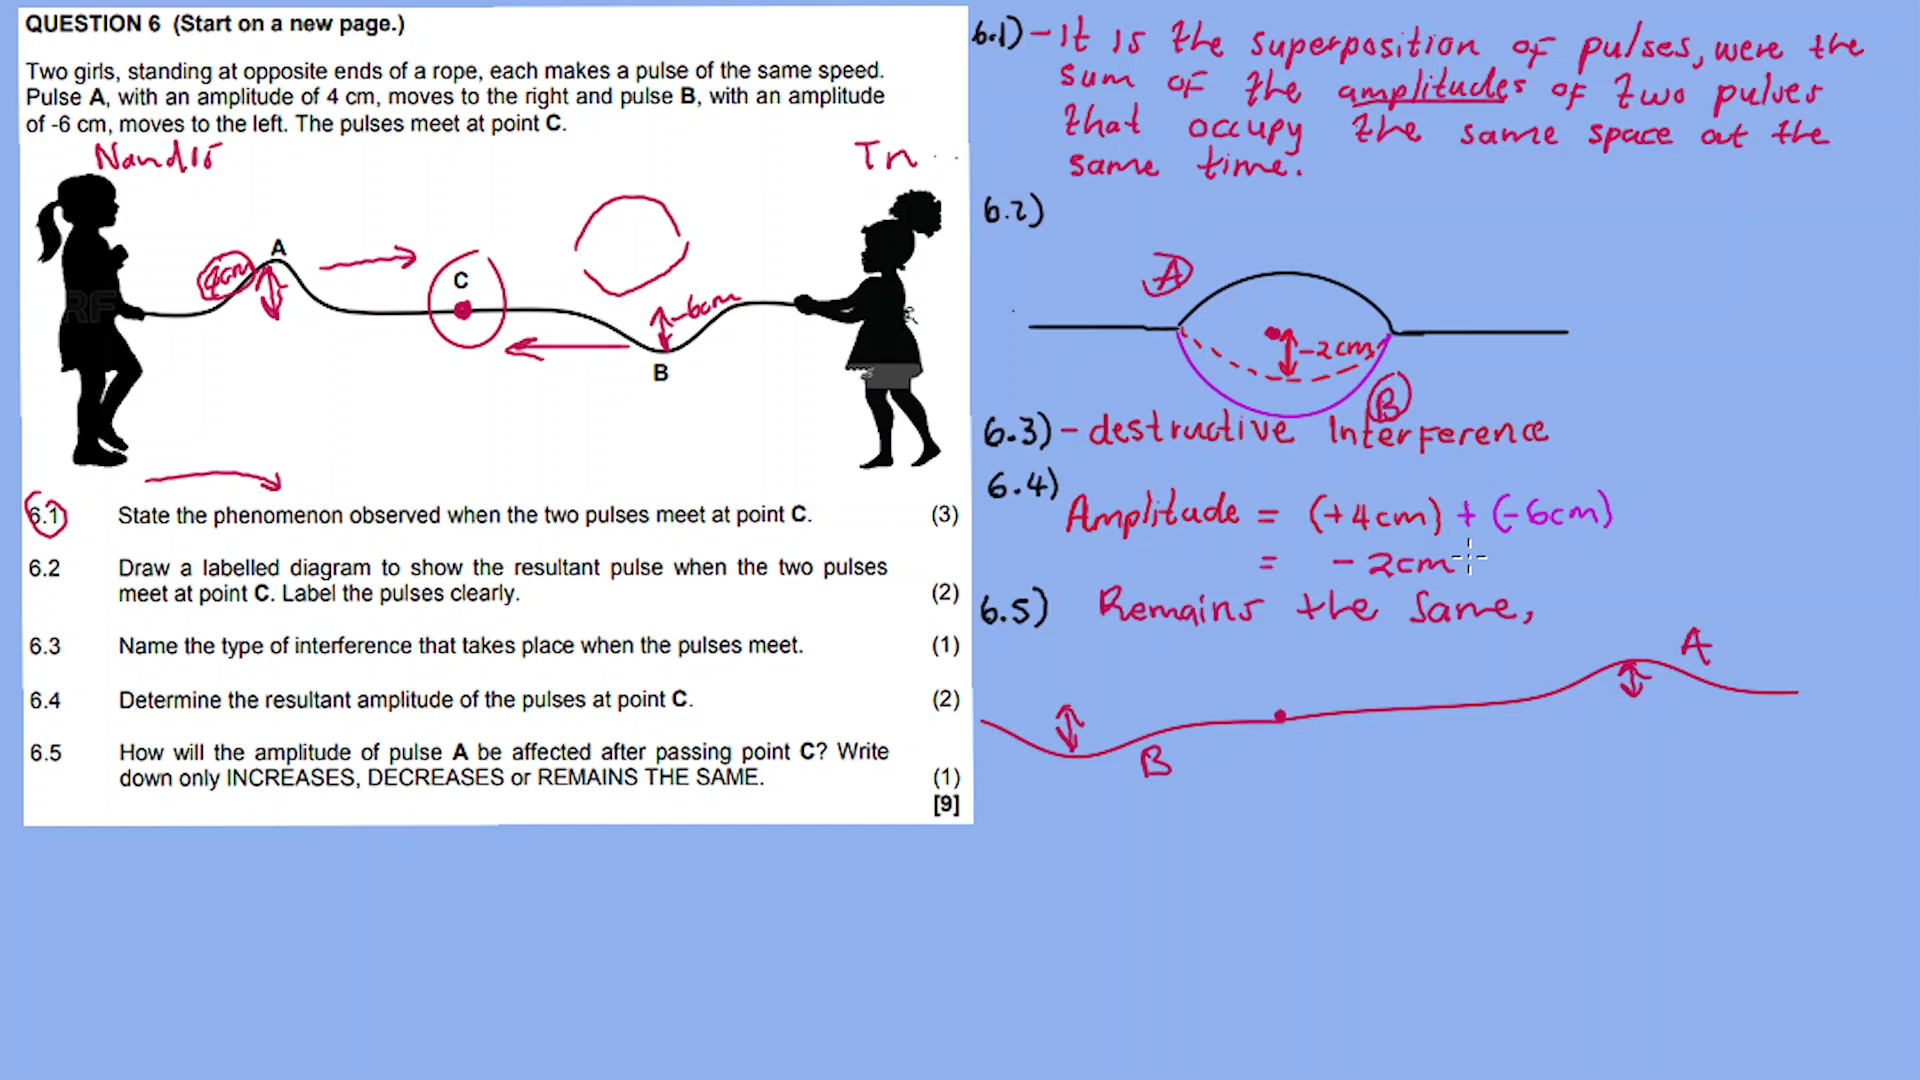 QUESTION 6 (Start on a new page.)
Two girls, standing at opposite ends of a rope, each makes a pulse of the same speed.
Pulse A, with an amplitude of 4 cm, moves to the right and pulse B, with an amplitude
of -6 cm, moves to the left. The pulses meet at point C.
Tn ..
A
4cm
C
-6cm
B
RF
6.1 State the phenomenon observed when the two pulses meet at point C. (3)
6.2 Draw a labelled diagram to show the resultant pulse when the two pulses
meet at point C. Label the pulses clearly. (2)
6.3 Name the type of interference that takes place when the pulses meet. (1)
6.4 Determine the resultant amplitude of the pulses at point C. (2)
6.5 How will the amplitude of pulse A be affected after passing point C? Write
down only INCREASES, DECREASES or REMAINS THE SAME. (1)
[9]
6.1) - It is the superposition of pulses, were the
sum of the amplitudes of two pulses
that occupy the same space at the
same time.
6.2)
A
-2cm
B
6.3) - destructive Interference
6.4)
Amplitude = (+4cm) + (-6cm)
= -2cm
6.5) Remains the same,
A
B